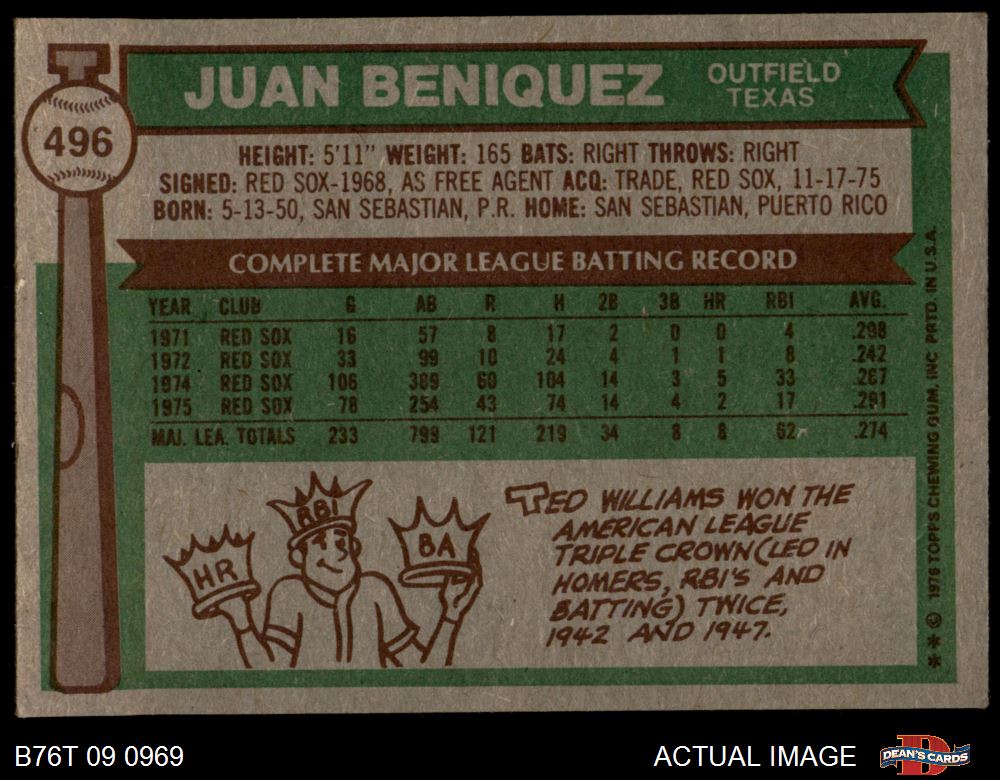 JUAN BENIQUEZ
OUTFIELD
TEXAS
496
HEIGHT: 5'11" WEIGHT: 165 BATS: RIGHT THROWS: RIGHT
SIGNED: RED SOX-1968, AS FREE AGENT ACQ: TRADE, RED SOX, 11-17-75
BORN: 5-13-50, SAN SEBASTIAN, P.R. HOME: SAN SEBASTIAN, PUERTO RICO
COMPLETE MAJOR LEAGUE BATTING RECORD
YEAR CLUB G AB R H 2B 3B HR RBI AVG.
1971 RED SOX 16 57 8 17 2 0 0 4 .298
1972 RED SOX 33 99 10 24 4 1 1 8 .242
1974 RED SOX 106 389 60 104 14 3 5 33 .267
1975 RED SOX 78 254 43 74 14 4 2 17 .291
MAJ. LEA. TOTALS 233 799 121 219 34 8 8 62 .274
HR
RBI
BA
TED WILLIAMS WON THE
AMERICAN LEAGUE
TRIPLE CROWN (LED IN
HOMERS, RBI'S AND
BATTING) TWICE,
1942 AND 1947.
** © 1976 TOPPS CHEWING GUM, INC PRTD. IN U.S.A.
B76T 09 0969
ACTUAL IMAGE
DEAN'S CARDS